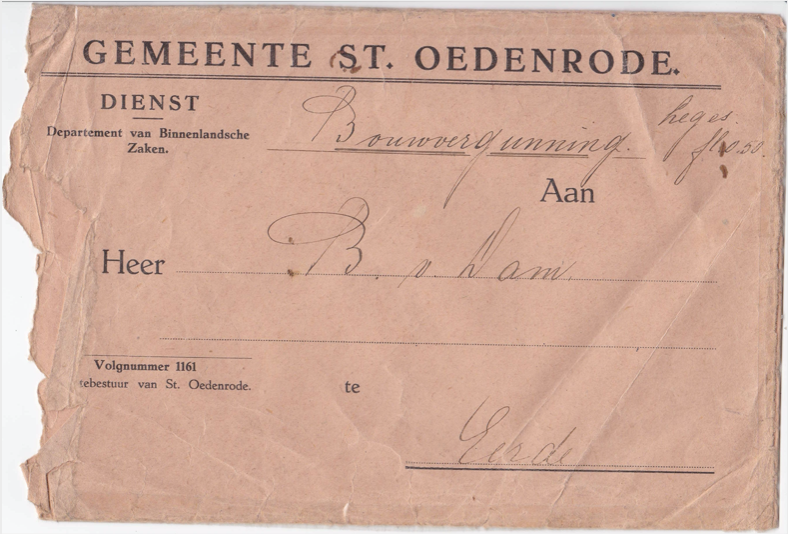 GEMEENTE ST. OEDENRODE.
DIENST
Departement van Binnenlandsche
Zaken.
Bouwvergunning.
leges.
Aan
Heer B. v. Dam
Volgnummer 1161
tebestuur van St. Oedenrode.
te
Eerde